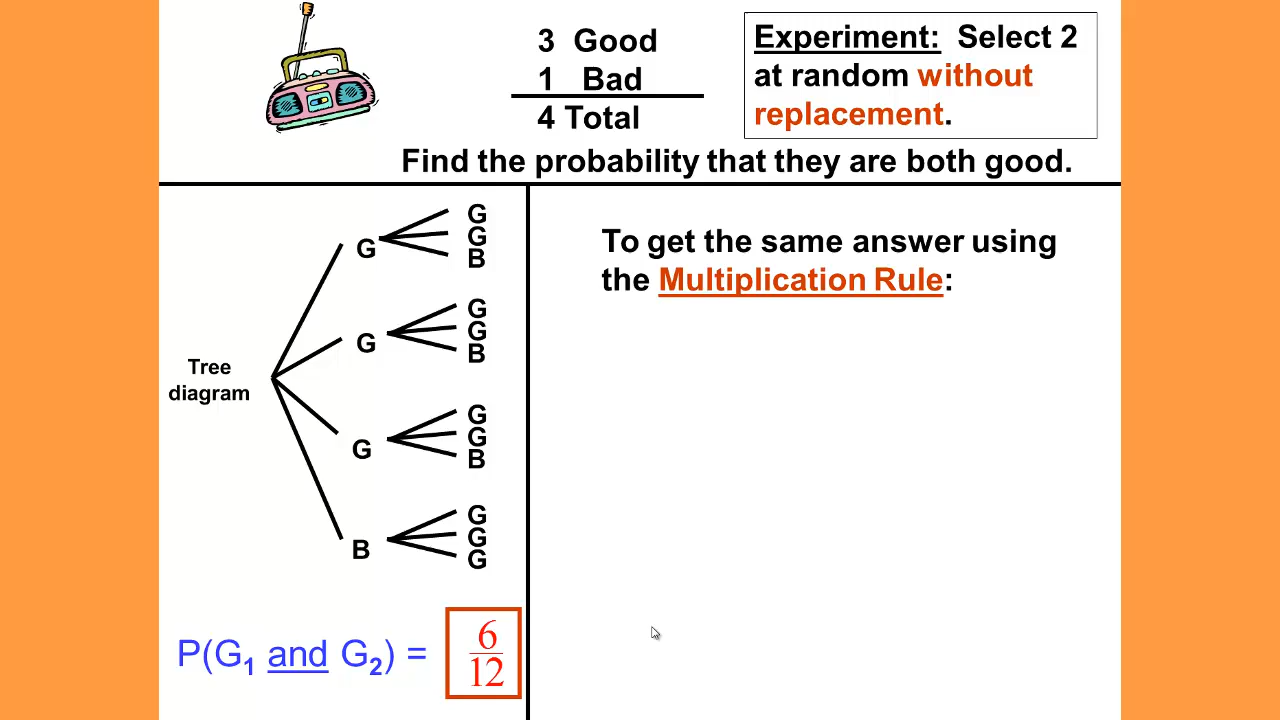 3 Good
1 Bad
4 Total
Experiment: Select 2
at random without
replacement.
Find the probability that they are both good.
Tree
diagram
G
G
G
B
G
G
G
B
G
G
G
B
G
B
G
G
G
P(G₁ and G₂) = 6/12
To get the same answer using
the Multiplication Rule: